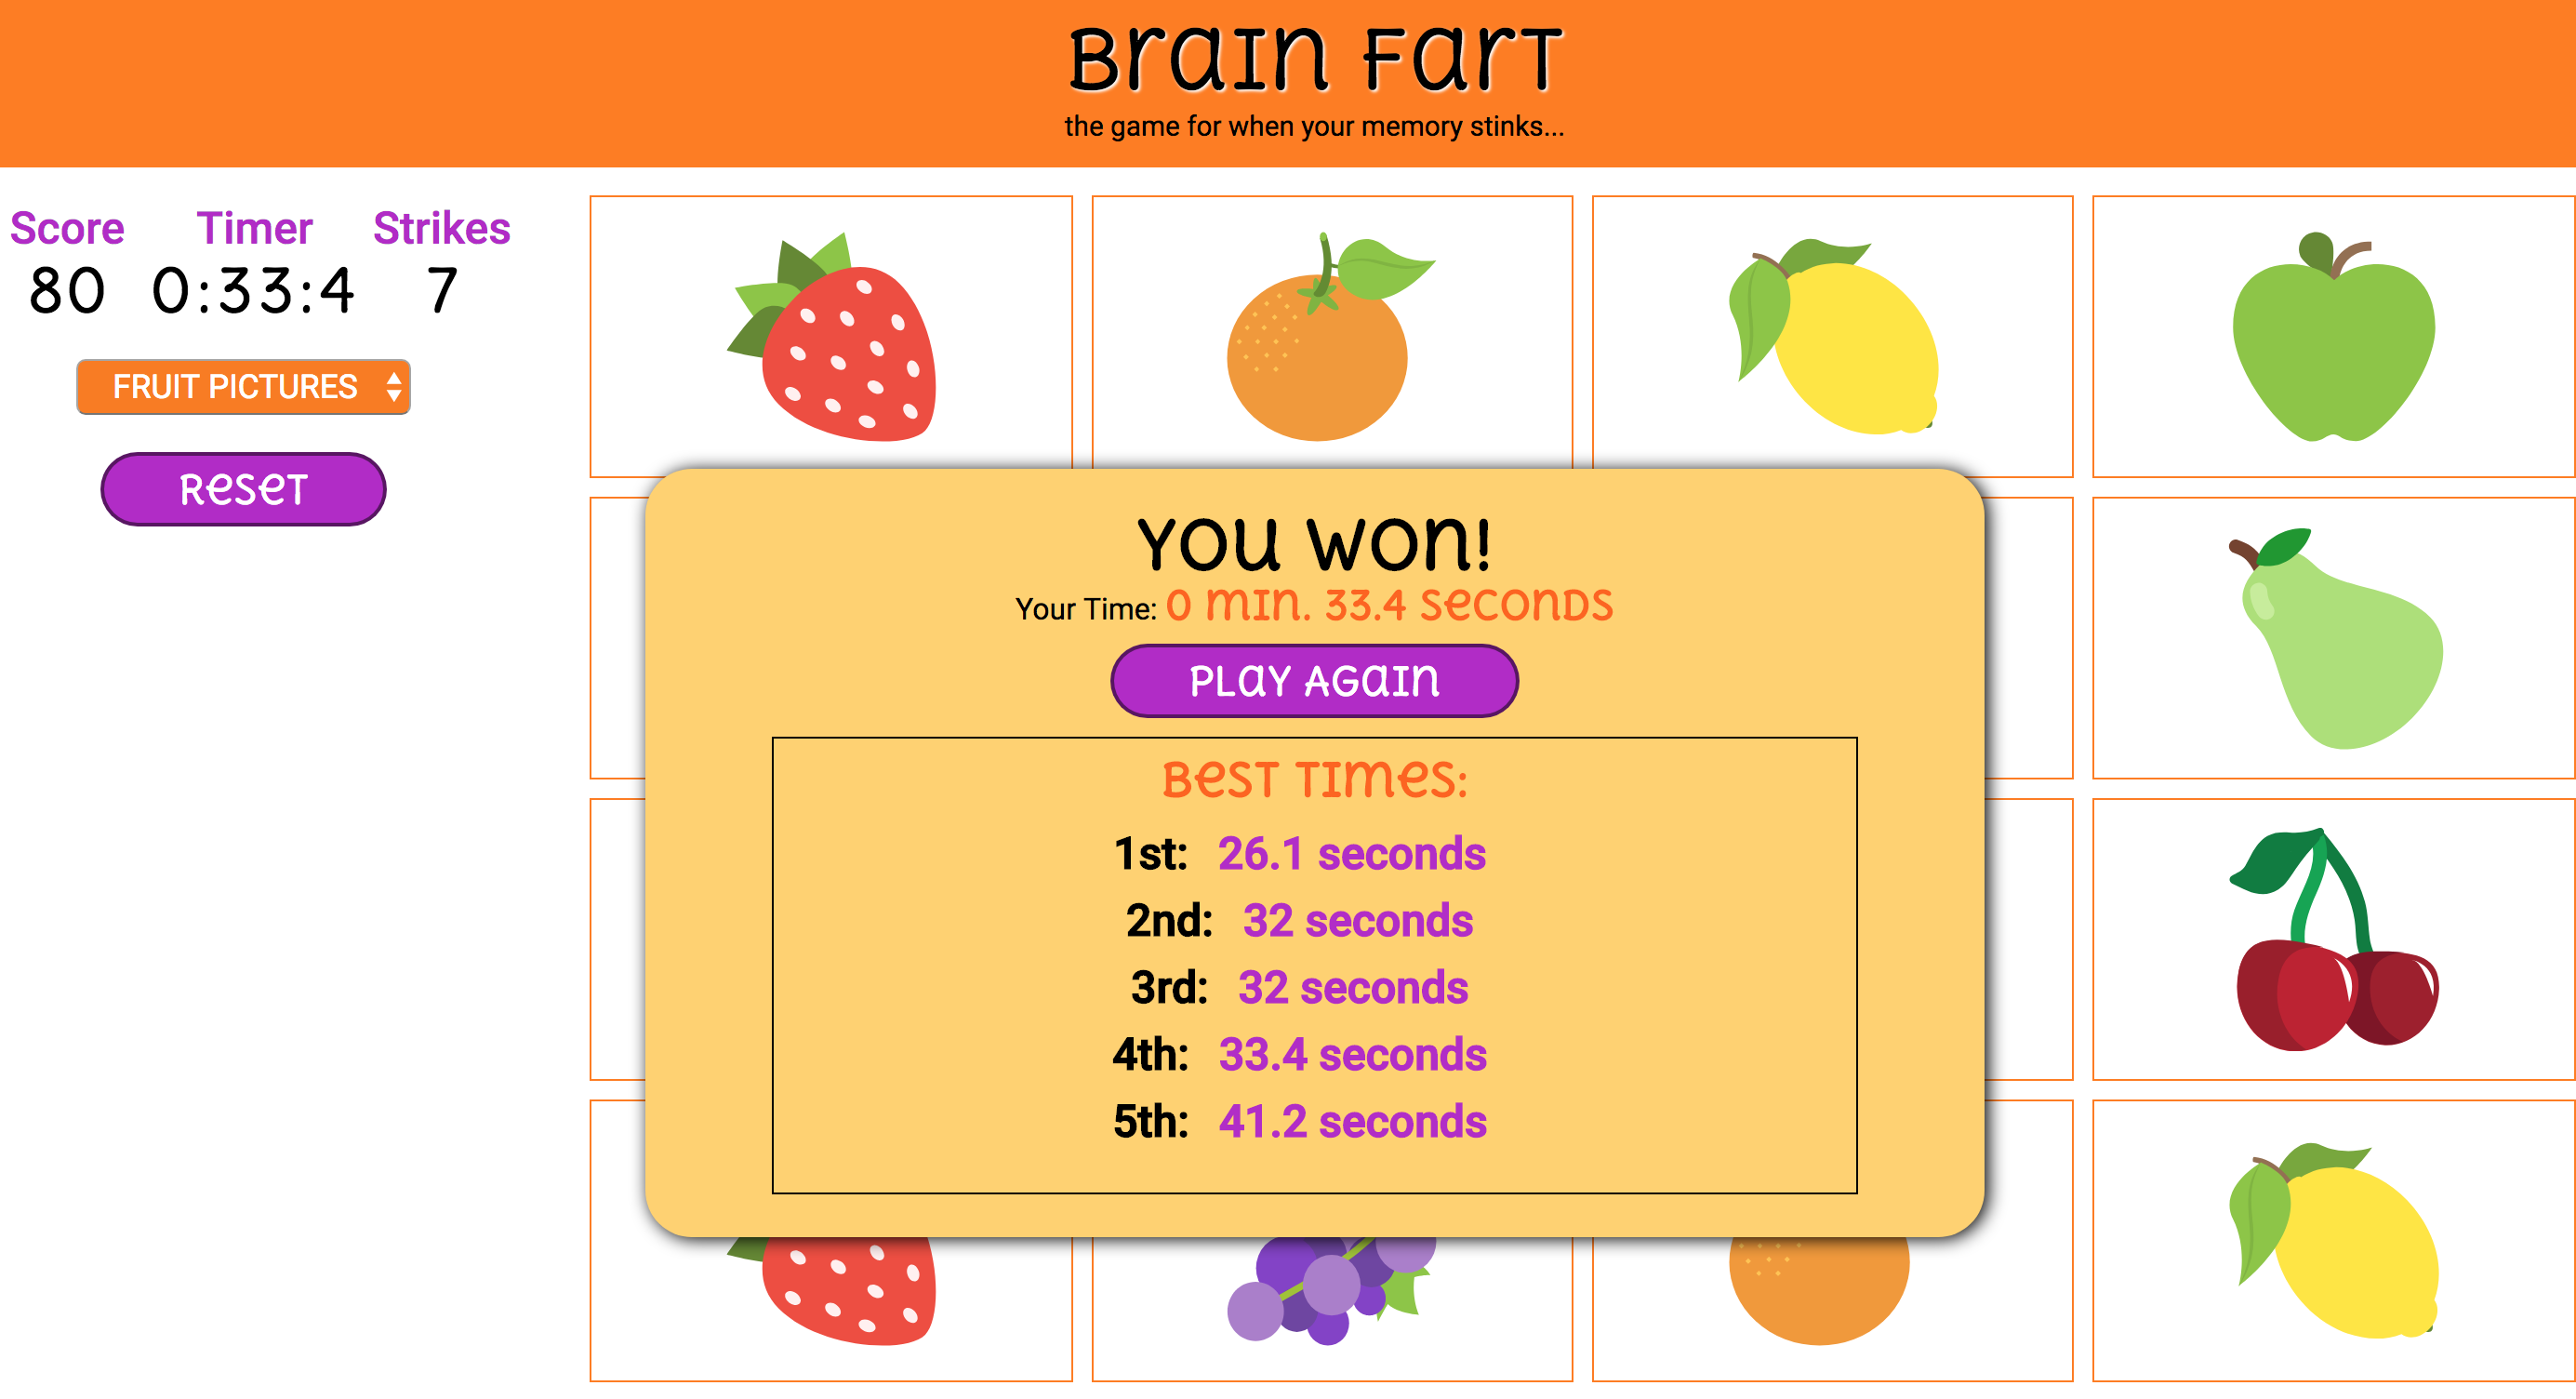 Brain Fart
the game for when your memory stinks...
Score Timer Strikes
80 0:33:4 7
FRUIT PICTURES
Reset
You Won!
Your Time: 0 min. 33.4 seconds
Play Again
Best Times:
1st: 26.1 seconds
2nd: 32 seconds
3rd: 32 seconds
4th: 33.4 seconds
5th: 41.2 seconds